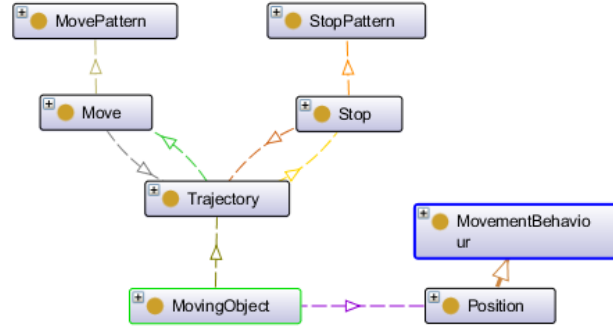 MovePattern
StopPattern
Move
Stop
Trajectory
MovementBehavio
ur
MovingObject
Position